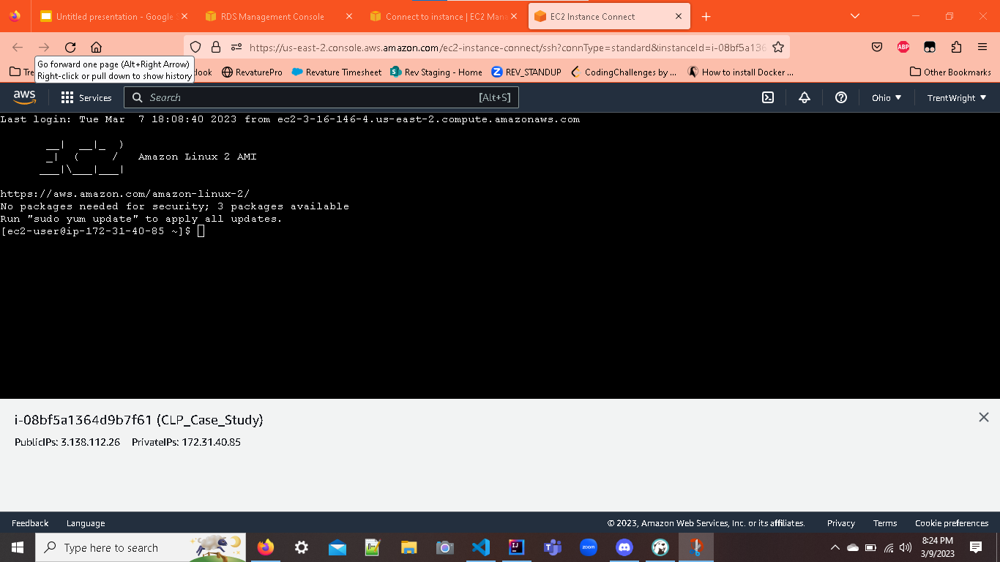 Untitled presentation - Google S
RDS Management Console
Connect to instance | EC2 Mana
EC2 Instance Connect
https://us-east-2.console.aws.amazon.com/ec2-instance-connect/ssh?connType=standard&instanceId=i-08bf5a136
ABP
Go forward one page (Alt+Right Arrow)
Right-click or pull down to show history
Tre
look
RevaturePro
Revature Timesheet
Rev Staging - Home
REV_STANDUP
CodingChallenges by ...
How to install Docker ...
Other Bookmarks
aws
Services
Search
[Alt+S]
Ohio
TrentWright
Last login: Tue Mar  7 18:08:40 2023 from ec2-3-16-146-4.us-east-2.compute.amazonaws.com
       __|  __|_  )
       _|  (     /   Amazon Linux 2 AMI
      ___|\___|___|
https://aws.amazon.com/amazon-linux-2/
No packages needed for security; 3 packages available
Run "sudo yum update" to apply all updates.
[ec2-user@ip-172-31-40-85 ~]$
i-08bf5a1364d9b7f61 (CLP_Case_Study)
PublicIPs: 3.138.112.26 PrivateIPs: 172.31.40.85
Feedback
Language
© 2023, Amazon Web Services, Inc. or its affiliates.
Privacy
Terms
Cookie preferences
Type here to search
zoom
8:24 PM
3/9/2023